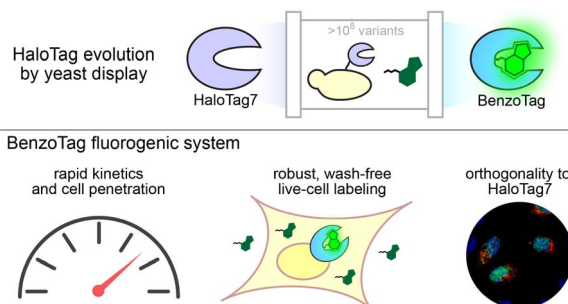 HaloTag evolution
by yeast display
HaloTag7
>10⁸ variants
BenzoTag
BenzoTag fluorogenic system
rapid kinetics
and cell penetration
robust, wash-free
live-cell labeling
orthogonality to
HaloTag7